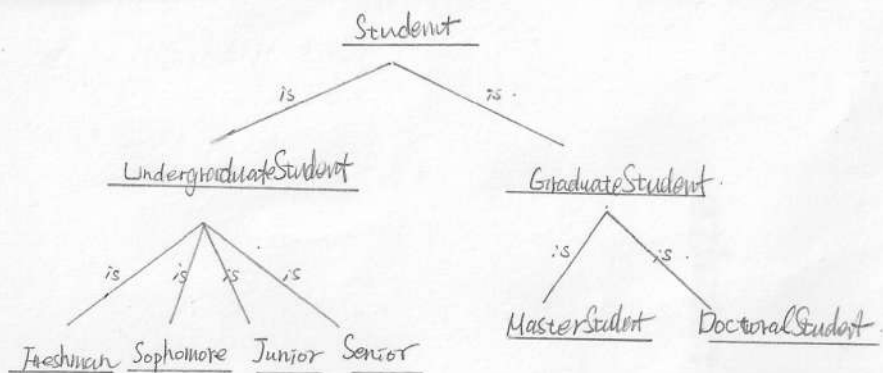 Student
is is.
UndergraduateStudent GraduateStudent.
is is is is is is.
MasterStudent DoctoralStudent.
Freshman Sophomore Junior Senior